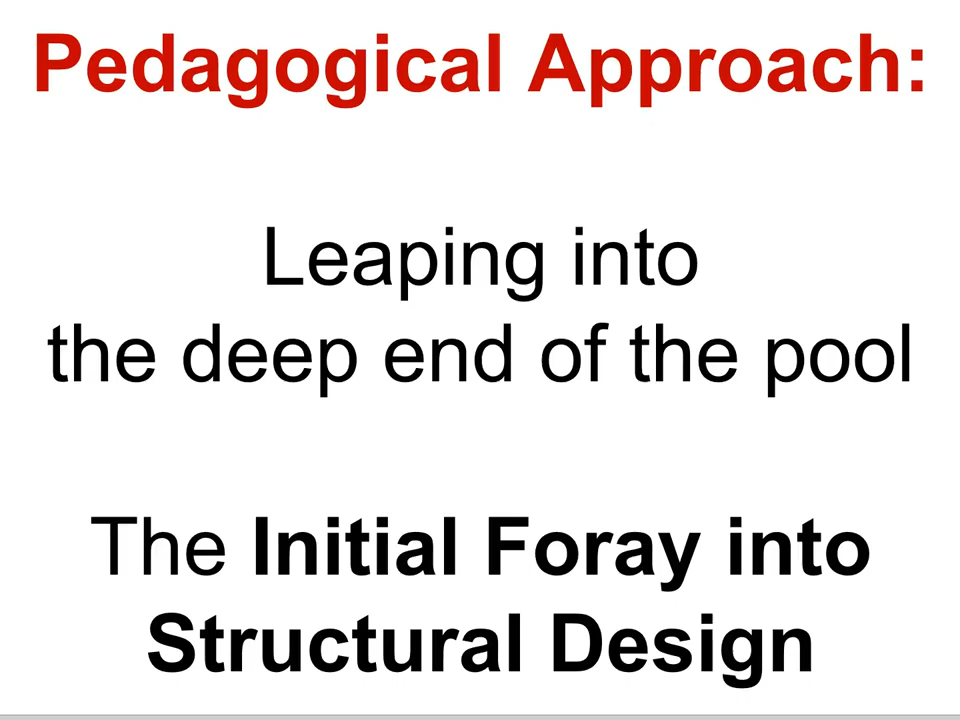 Pedagogical Approach:
Leaping into
the deep end of the pool
The Initial Foray into
Structural Design